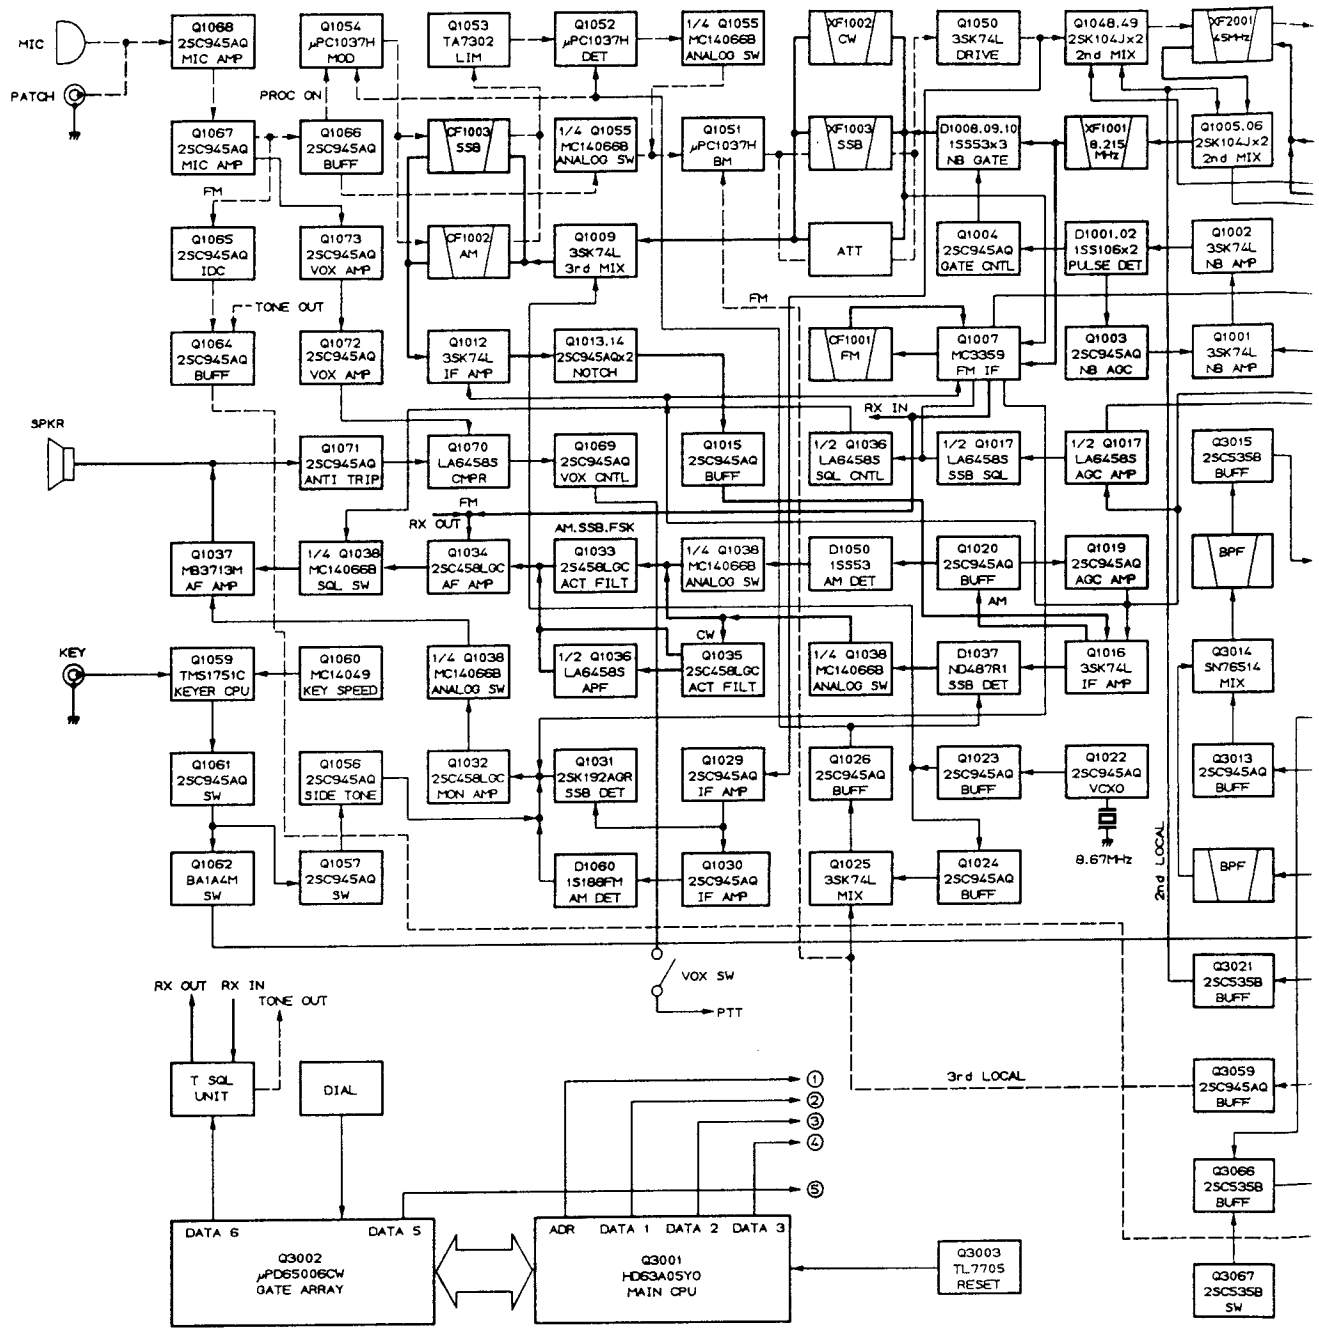 MIC
PATCH
Q1068
2SC945AQ
MIC AMP
Q1054
µPC1037H
MOD
Q1053
TA7302
LIM
Q1052
µPC1037H
DET
1/4 Q1055
MC14066B
ANALOG SW
XF1002
CW
Q1050
3SK74L
DRIVE
Q1048.49
2SK104Jx2
2nd MIX
XF2001
45MHz
PROC ON
Q1067
2SC945AQ
MIC AMP
Q1066
2SC945AQ
BUFF
CF1003
SSB
1/4 Q1055
MC14066B
ANALOG SW
Q1051
µPC1037H
BM
XF1003
SSB
D1008.09.10
1SS53x3
NB GATE
XF1001
8.215
MHz
Q1005.06
2SK104Jx2
2nd MIX
FM
Q1065
2SC945AQ
IDC
Q1073
2SC945AQ
VOX AMP
CF1002
AM
Q1009
3SK74L
3rd MIX
ATT
Q1004
2SC945AQ
GATE CNTL
D1001.02
1SS106x2
PULSE DET
Q1002
3SK74L
NB AMP
TONE OUT
FM
Q1064
2SC945AQ
BUFF
Q1072
2SC945AQ
VOX AMP
Q1012
3SK74L
IF AMP
Q1013.14
2SC945AQx2
NOTCH
CF1001
FM
Q1007
MC3359
FM IF
Q1003
2SC945AQ
NB AGC
Q1001
3SK74L
NB AMP
RX IN
SPKR
Q1071
2SC945AQ
ANTI TRIP
Q1070
LA6458S
CMPR
Q1069
2SC945AQ
VOX CNTL
Q1015
2SC945AQ
BUFF
1/2 Q1036
LA6458S
SQL CNTL
1/2 Q1017
LA6458S
SSB SQL
1/2 Q1017
LA6458S
AGC AMP
Q3015
2SC535B
BUFF
FM
RX OUT
AM.SSB.FSK
Q1037
MB3713M
AF AMP
1/4 Q1038
MC14066B
SQL SW
Q1034
2SC458LGC
AF AMP
Q1033
2S458LGC
ACT FILT
1/4 Q1038
MC14066B
ANALOG SW
D1050
1SS53
AM DET
Q1020
2SC945AQ
BUFF
Q1019
2SC945AQ
AGC AMP
BPF
AM
CW
KEY
Q1059
TMS1751C
KEYER CPU
Q1060
MC14049
KEY SPEED
1/4 Q1038
MC14066B
ANALOG SW
1/2 Q1036
LA6458S
APF
Q1035
2SC458LGC
ACT FILT
1/4 Q1038
MC14066B
ANALOG SW
D1037
ND487R1
SSB DET
Q1016
3SK74L
IF AMP
Q3014
SN76514
MIX
Q1061
2SC945AQ
SW
Q1056
2SC945AQ
SIDE TONE
Q1032
2SC458LGC
MON AMP
Q1031
2SK192AGR
SSB DET
Q1029
2SC945AQ
IF AMP
Q1026
2SC945AQ
BUFF
Q1023
2SC945AQ
BUFF
Q1022
2SC945AQ
VCXO
Q3013
2SC945AQ
BUFF
8.67MHz
2nd LOCAL
Q1062
BA1A4M
SW
Q1057
2SC945AQ
SW
D1060
1S188FM
AM DET
Q1030
2SC945AQ
IF AMP
Q1025
3SK74L
MIX
Q1024
2SC945AQ
BUFF
BPF
VOX SW
PTT
Q3021
2SC535B
BUFF
RX OUT
RX IN
TONE OUT
T SQL
UNIT
DIAL
①
②
③
④
⑤
3rd LOCAL
Q3059
2SC945AQ
BUFF
Q3066
2SC535B
BUFF
DATA 6
DATA 5
Q3002
µPD65006CW
GATE ARRAY
ADR
DATA 1
DATA 2
DATA 3
Q3001
HD63A05Y0
MAIN CPU
Q3003
TL7705
RESET
Q3067
2SC535B
SW